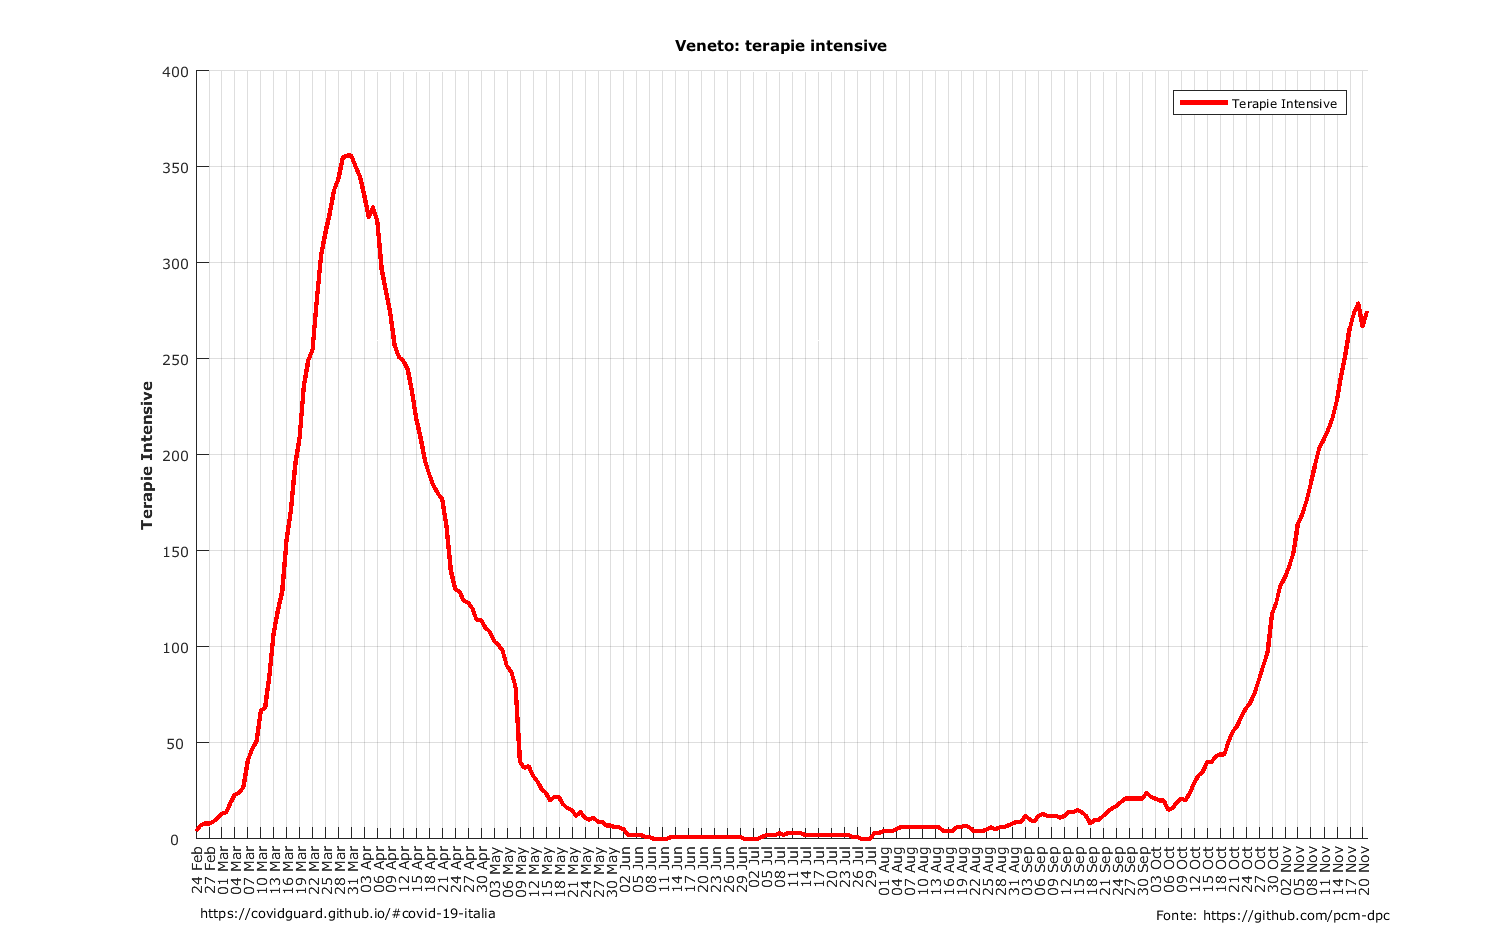 Veneto: terapie intensive
Terapie Intensive
400
350
300
250
200
150
100
50
0
Terapie Intensive
24 Feb
27 Feb
01 Mar
04 Mar
07 Mar
10 Mar
13 Mar
16 Mar
19 Mar
22 Mar
25 Mar
28 Mar
31 Mar
03 Apr
06 Apr
09 Apr
12 Apr
15 Apr
18 Apr
21 Apr
24 Apr
27 Apr
30 Apr
03 May
06 May
09 May
12 May
15 May
18 May
21 May
24 May
27 May
30 May
02 Jun
05 Jun
08 Jun
11 Jun
14 Jun
17 Jun
20 Jun
23 Jun
26 Jun
29 Jun
02 Jul
05 Jul
08 Jul
11 Jul
14 Jul
17 Jul
20 Jul
23 Jul
26 Jul
29 Jul
01 Aug
04 Aug
07 Aug
10 Aug
13 Aug
16 Aug
19 Aug
22 Aug
25 Aug
28 Aug
31 Aug
03 Sep
06 Sep
09 Sep
12 Sep
15 Sep
18 Sep
21 Sep
24 Sep
27 Sep
30 Sep
03 Oct
06 Oct
09 Oct
12 Oct
15 Oct
18 Oct
21 Oct
24 Oct
27 Oct
30 Oct
02 Nov
05 Nov
08 Nov
11 Nov
14 Nov
17 Nov
20 Nov
https://covidguard.github.io/#covid-19-italia
Fonte: https://github.com/pcm-dpc